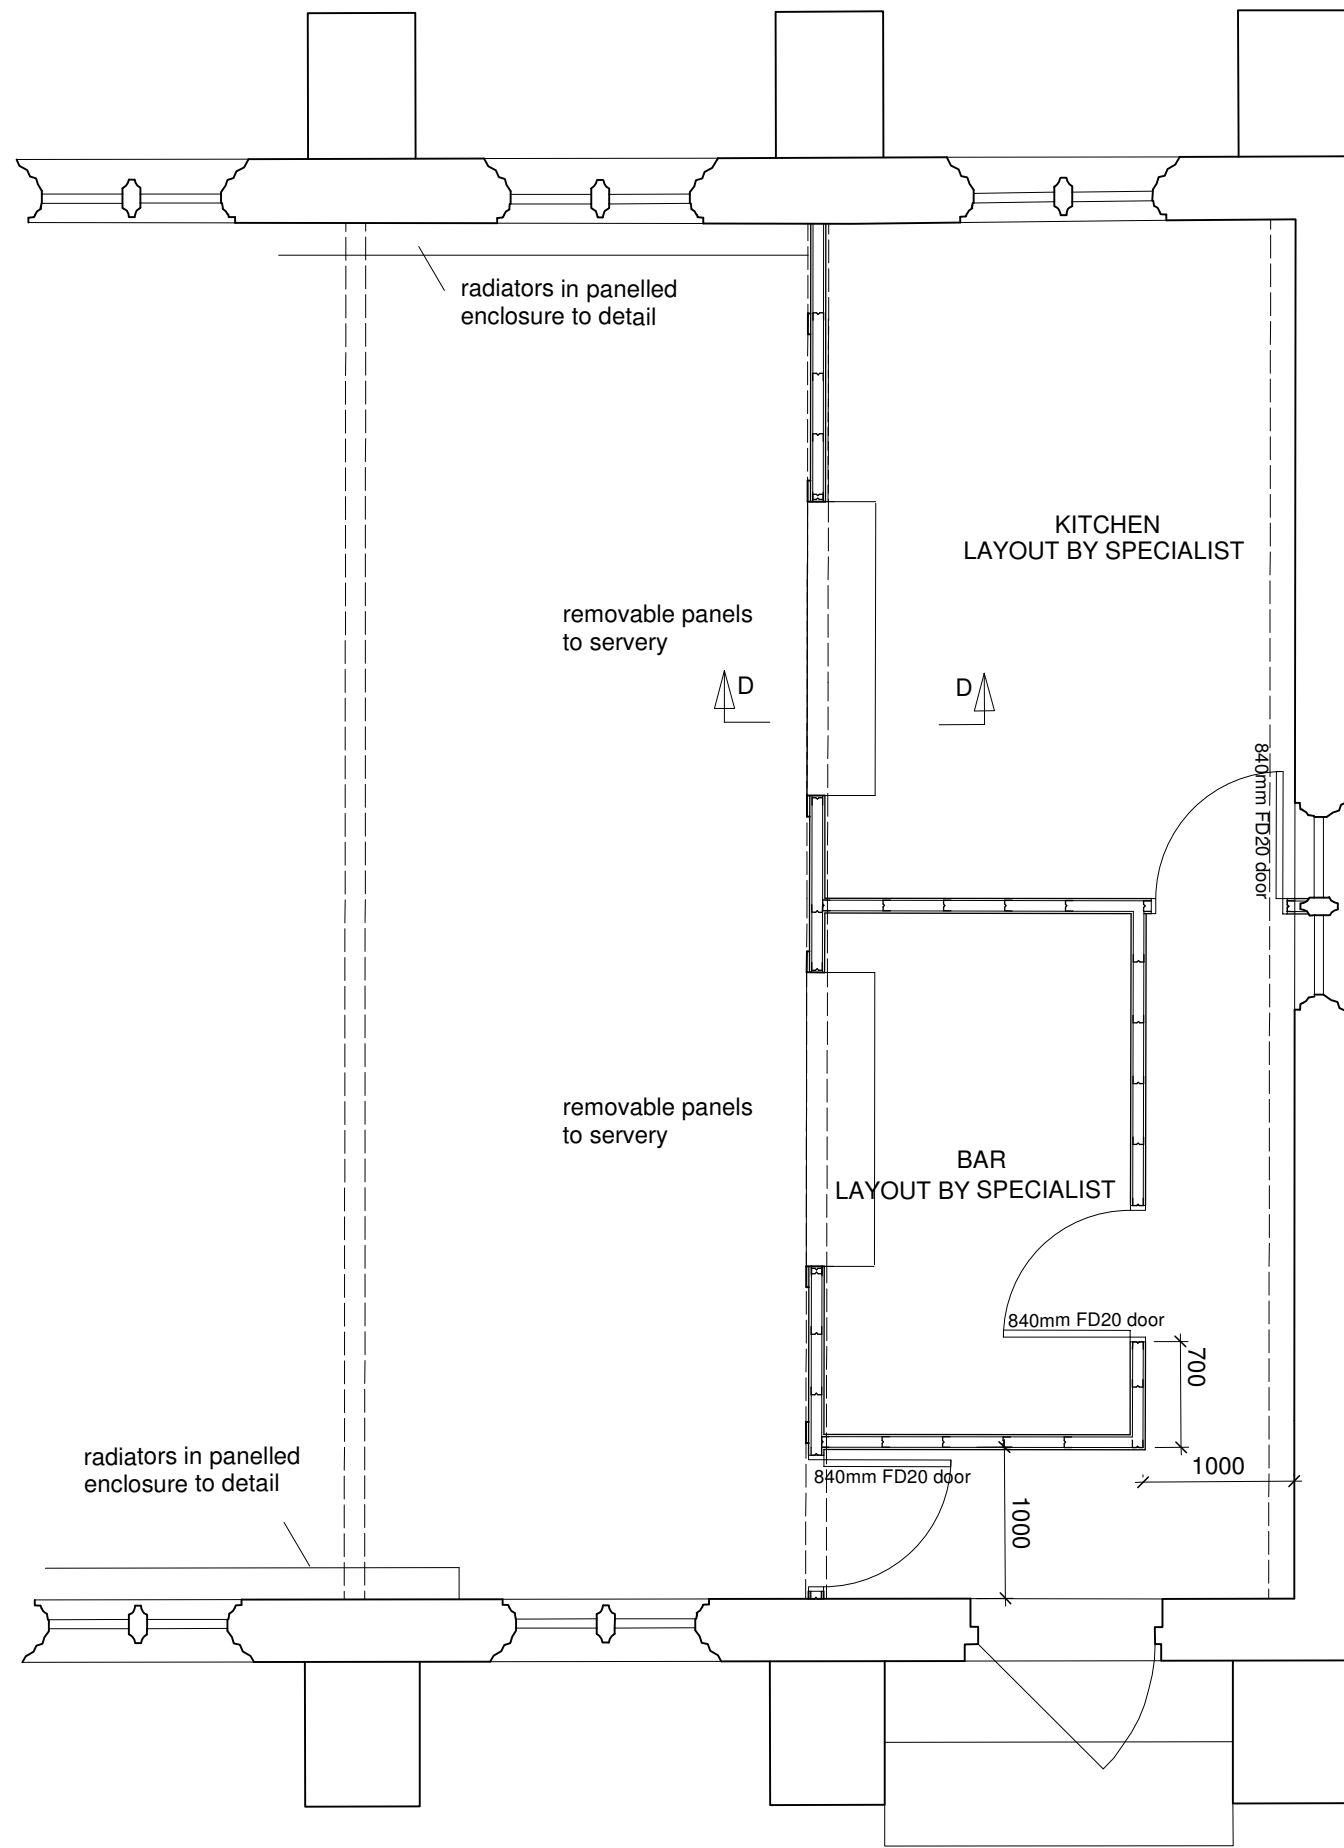 radiators in panelled
enclosure to detail
KITCHEN
LAYOUT BY SPECIALIST
removable panels
to servery
D
D
840mm FD20 door
removable panels
to servery
BAR
LAYOUT BY SPECIALIST
840mm FD20 door
700
radiators in panelled
enclosure to detail
1000
840mm FD20 door
1000